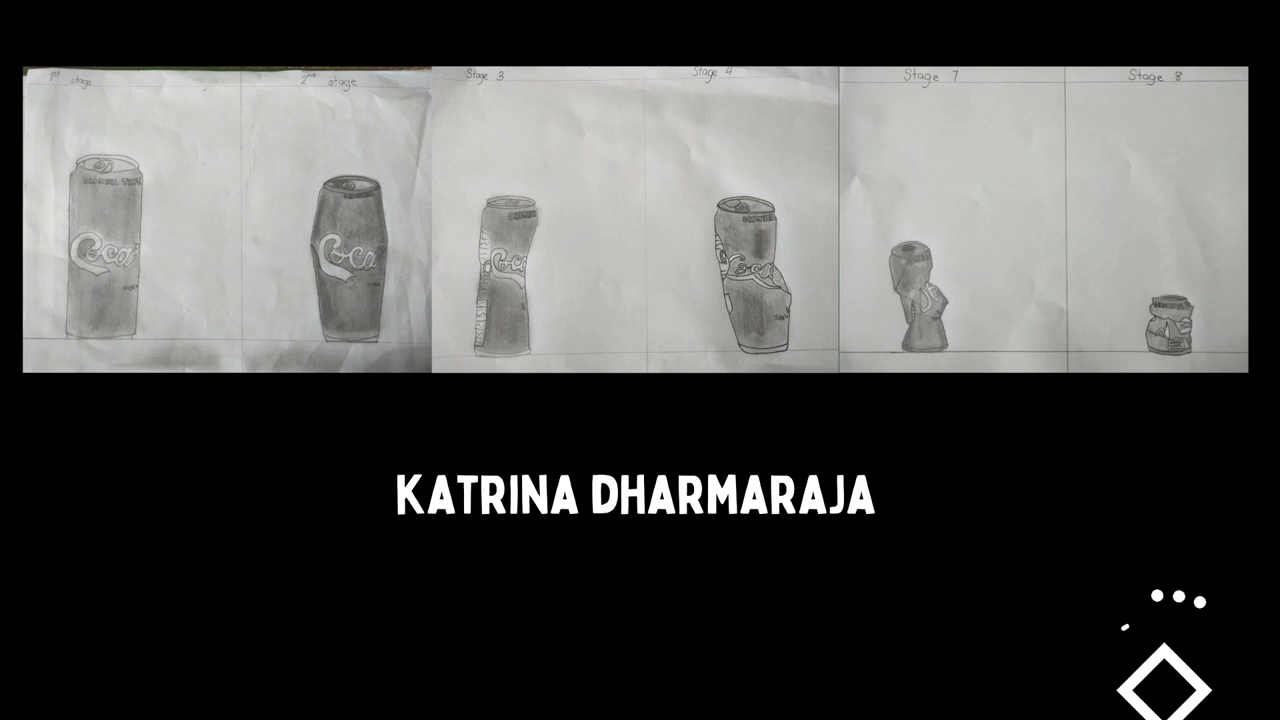 1st stage
2nd stage
Stage 3
Stage 4
Stage 7
Stage 8
Coca
Coca
Coca
Coca
KATRINA DHARMARAJA